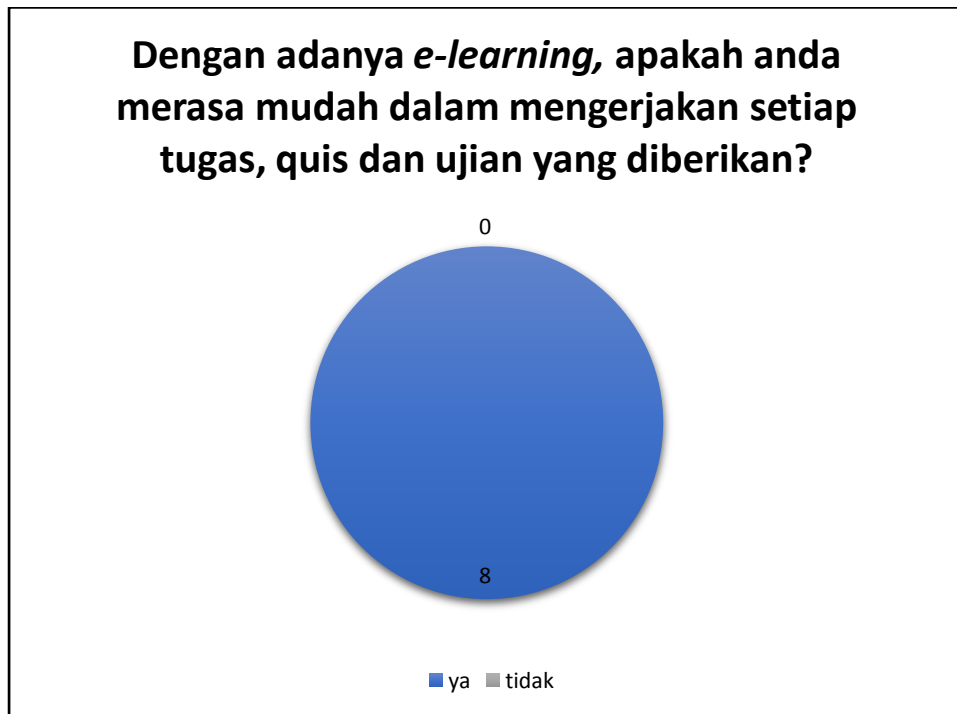 Dengan adanya e-learning, apakah anda
merasa mudah dalam mengerjakan setiap
tugas, quis dan ujian yang diberikan?
0
8
ya tidak